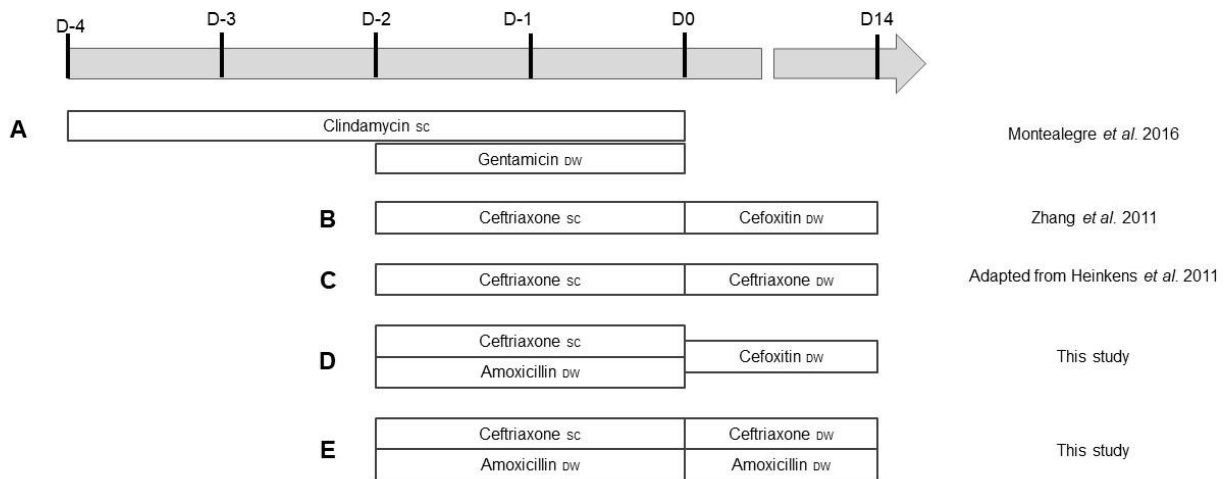 D-4 D-3 D-2 D-1 D0 D14
A Clindamycin SC Montealegre et al. 2016
Gentamicin DW
B Ceftriaxone SC Cefoxitin DW Zhang et al. 2011
C Ceftriaxone SC Ceftriaxone DW Adapted from Heinkens et al. 2011
D Ceftriaxone SC Cefoxitin DW This study
Amoxicillin DW
E Ceftriaxone SC Ceftriaxone DW This study
Amoxicillin DW Amoxicillin DW